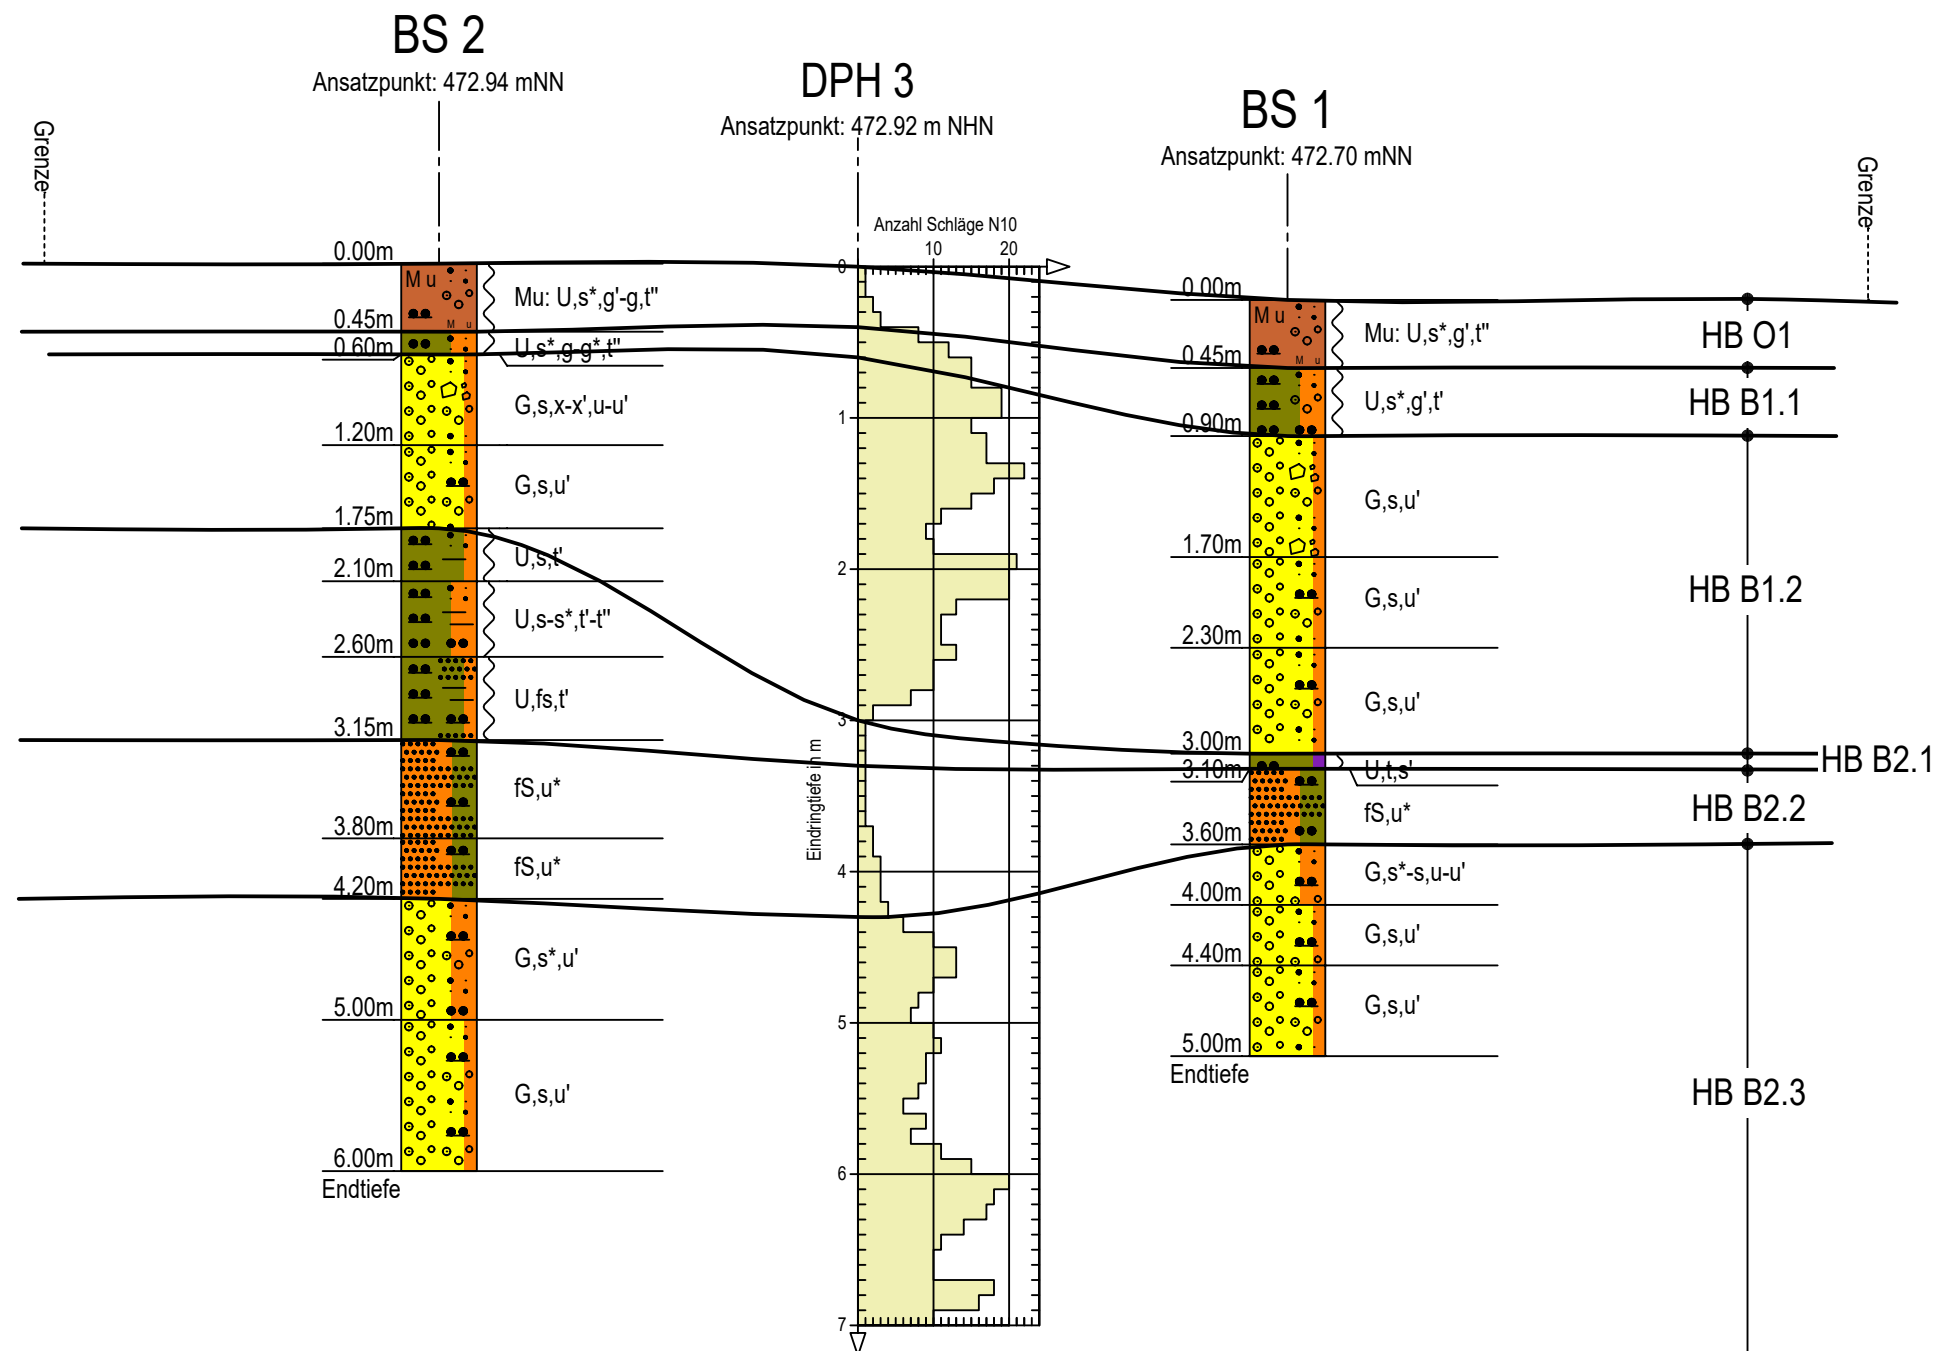 BS 2
Ansatzpunkt: 472.94 mNN
DPH 3
Ansatzpunkt: 472.92 m NHN
BS 1
Ansatzpunkt: 472.70 mNN
Grenze
Grenze
0.00m
0.45m
0.60m
1.20m
1.75m
2.10m
2.60m
3.15m
3.80m
4.20m
5.00m
6.00m
Endtiefe
M u
M u
Mu: U,s*,g'-g,t"
U,s*,g-g*,t"
G,s,x-x',u-u'
G,s,u'
U,s,t'
U,s-s*,t'-t"
U,fs,t'
fS,u*
fS,u*
G,s*,u'
G,s,u'
Anzahl Schläge N10
10 20
0
1
2
3
4
5
6
7
Eindringtiefe in m
0.00m
0.45m
0.90m
1.70m
2.30m
3.00m
3.10m
3.60m
4.00m
4.40m
5.00m
Endtiefe
M u
M u
Mu: U,s*,g',t"
U,s*,g',t'
G,s,u'
G,s,u'
G,s,u'
U,t,s'
fS,u*
G,s*-s,u-u'
G,s,u'
G,s,u'
HB O1
HB B1.1
HB B1.2
HB B2.1
HB B2.2
HB B2.3